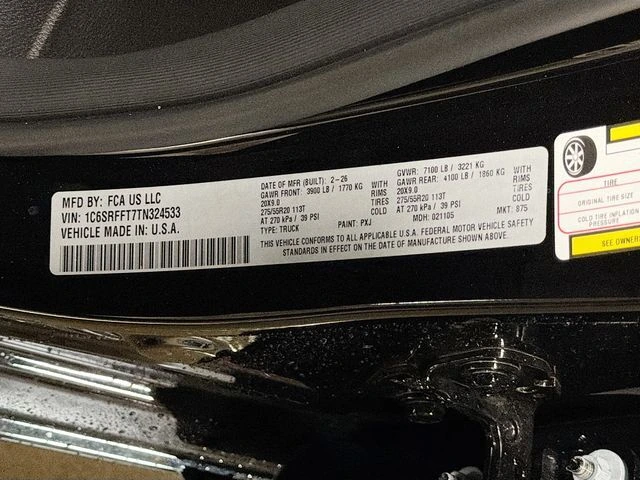 MFD BY: FCA US LLC
VIN: 1C6SRFFT7TN324533
VEHICLE MADE IN: U.S.A.
DATE OF MFR (BUILT): 2-26
GAWR FRONT: 3900 LB / 1770 KG WITH
20X9.0 RIMS
275/55R20 113T TIRES
AT 270 kPa / 39 PSI COLD
TYPE: TRUCK PAINT: PXJ
GVWR: 7100 LB / 3221 KG
GAWR REAR: 4100 LB / 1860 KG WITH
20X9.0 RIMS
275/55R20 113T TIRES
AT 270 kPa / 39 PSI COLD
MDH: 021105 MKT: 875
THIS VEHICLE CONFORMS TO ALL APPLICABLE U.S.A. FEDERAL MOTOR VEHICLE SAFETY
STANDARDS IN EFFECT ON THE DATE OF MANUFACTURE SHOWN ABOVE.
TIRE
ORIGINAL TIRE SIZE
COLD TIRE INFLATION
PRESSURE
SEE OWNER